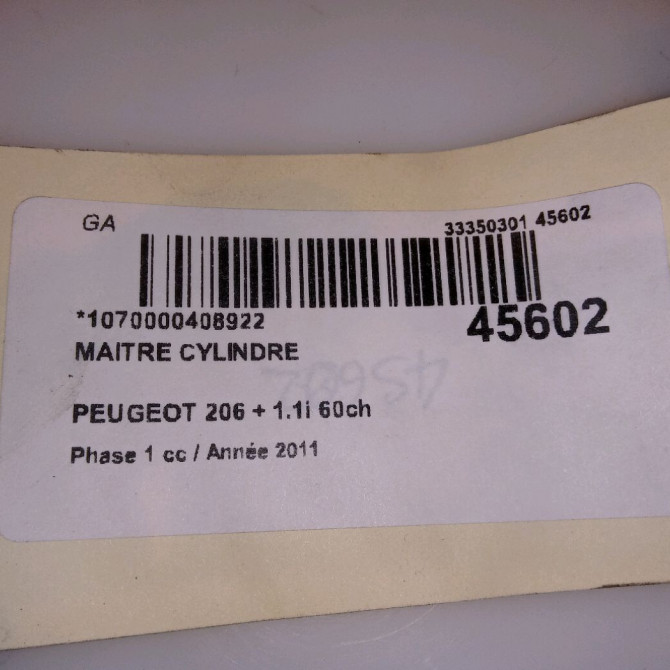 GA
33350301 45602
*1070000408922
45602
MAITRE CYLINDRE
45602
PEUGEOT 206 + 1.1i 60ch
Phase 1 cc / Année 2011